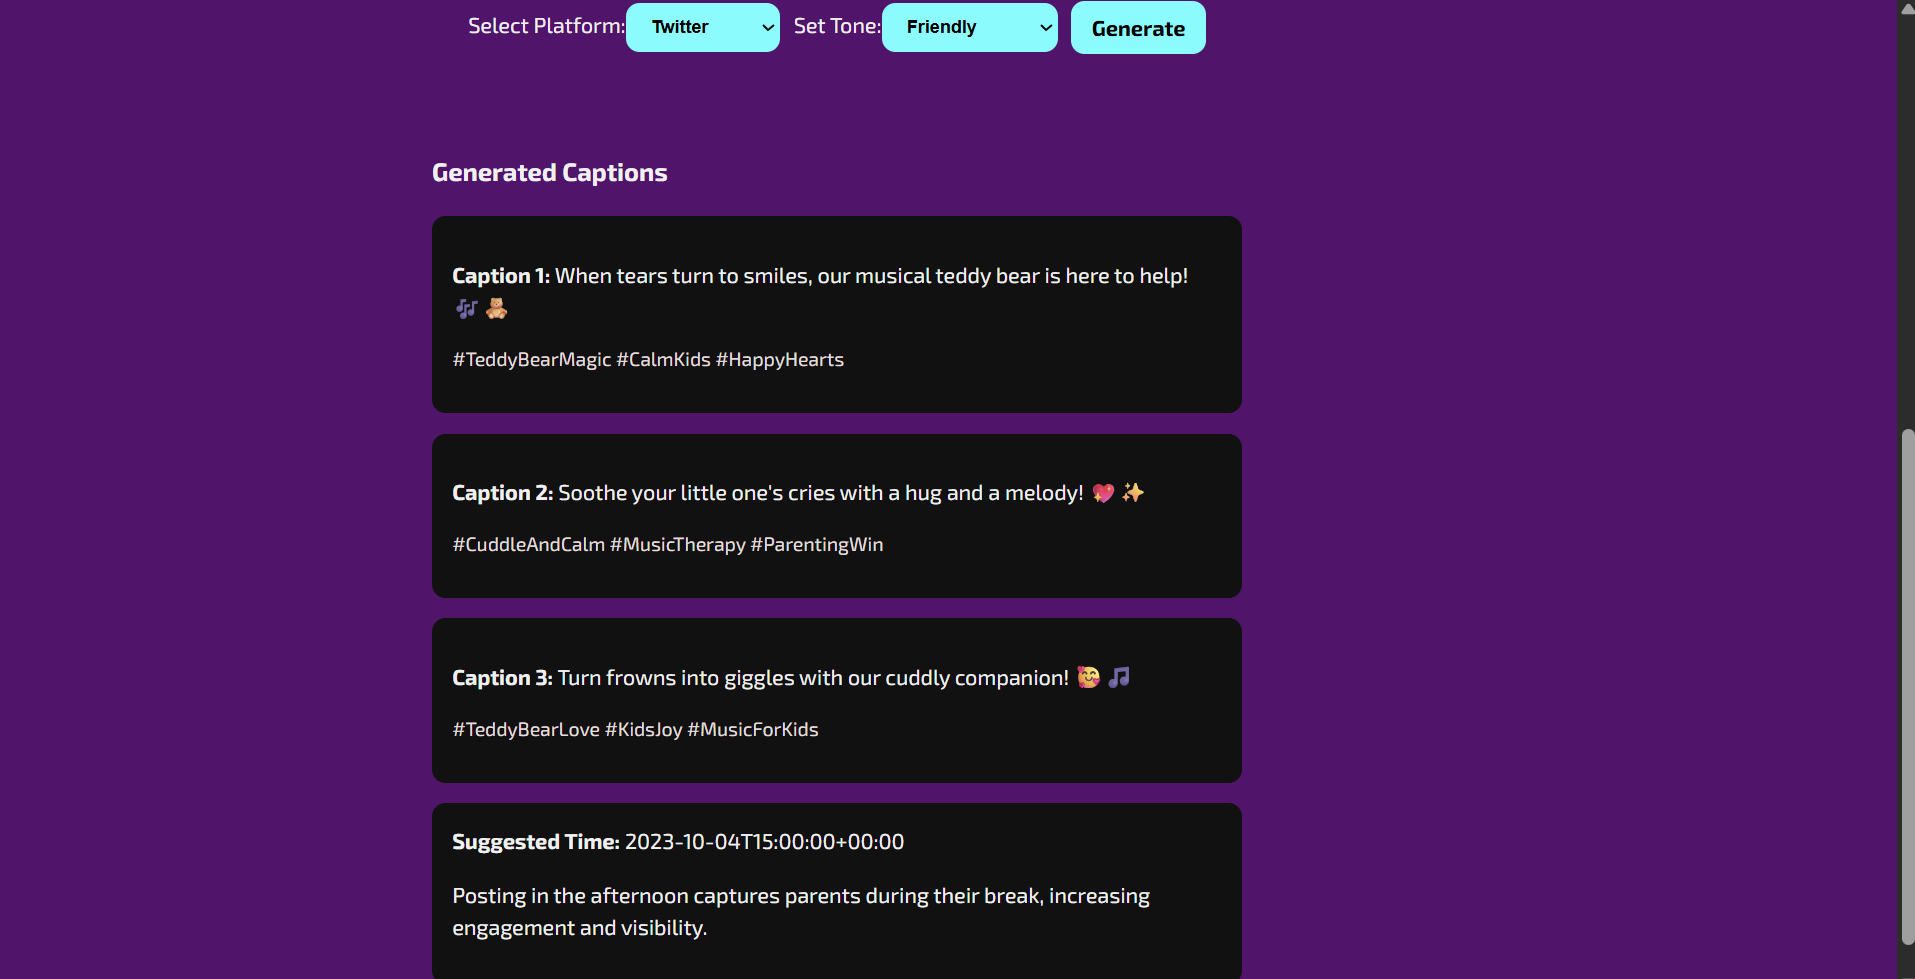 Select Platform: Twitter Set Tone: Friendly Generate
Generated Captions
Caption 1: When tears turn to smiles, our musical teddy bear is here to help!
🎶 🧸
#TeddyBearMagic #CalmKids #HappyHearts
Caption 2: Soothe your little one's cries with a hug and a melody! 💖 ✨
#CuddleAndCalm #MusicTherapy #ParentingWin
Caption 3: Turn frowns into giggles with our cuddly companion! 🥰 🎵
#TeddyBearLove #KidsJoy #MusicForKids
Suggested Time: 2023-10-04T15:00:00+00:00
Posting in the afternoon captures parents during their break, increasing
engagement and visibility.